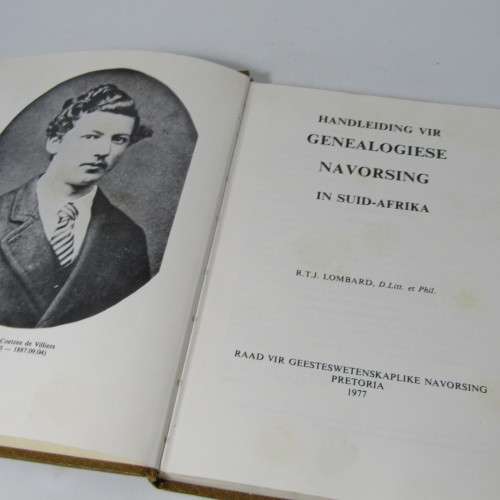 Coetzee de Villiers
— 1887.09.04)
HANDLEIDING VIR
GENEALOGIESE
NAVORSING
IN SUID-AFRIKA
R.T.J. LOMBARD, D.Litt. et Phil.
RAAD VIR GEESTESWETENSKAPLIKE NAVORSING
PRETORIA
1977